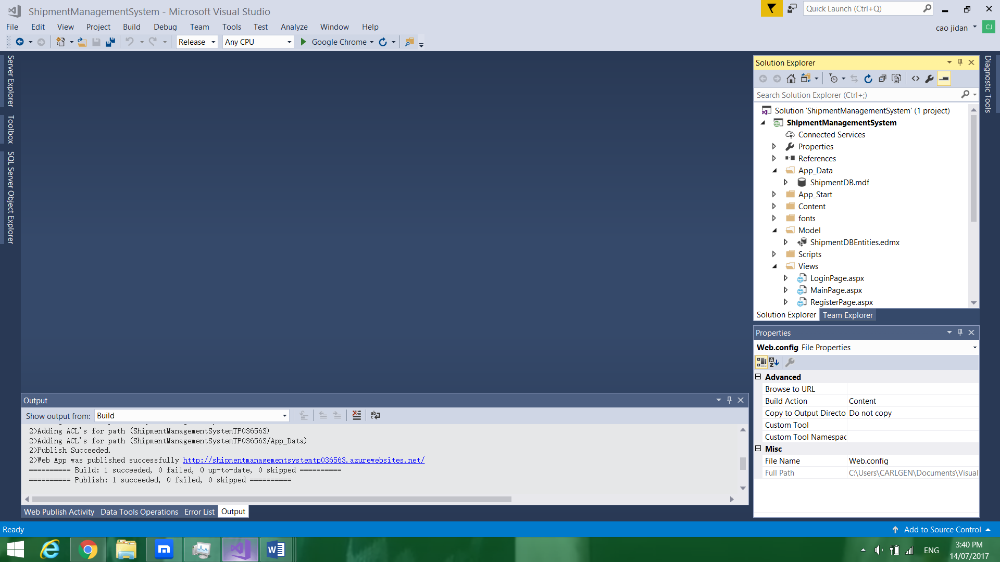 ShipmentManagementSystem - Microsoft Visual Studio
Quick Launch (Ctrl+Q)
File Edit View Project Build Debug Team Tools Test Analyze Window Help
cao jidan CJ
Release Any CPU Google Chrome
Server Explorer
Toolbox
SQL Server Object Explorer
Solution Explorer
Search Solution Explorer (Ctrl+;)
Solution 'ShipmentManagementSystem' (1 project)
ShipmentManagementSystem
Connected Services
Properties
References
App_Data
ShipmentDB.mdf
App_Start
Content
fonts
Model
ShipmentDBEntities.edmx
Scripts
Views
LoginPage.aspx
MainPage.aspx
RegisterPage.aspx
Solution Explorer Team Explorer
Diagnostic Tools
Properties
Web.config File Properties
Advanced
Browse to URL
Build Action Content
Copy to Output Directo Do not copy
Custom Tool
Custom Tool Namespac
Misc
File Name Web.config
Full Path C:\Users\CARLGEN\Documents\Visual
Output
Show output from: Build
2>Adding ACL's for path (ShipmentManagementSystemTP036563)
2>Adding ACL's for path (ShipmentManagementSystemTP036563/App_Data)
2>Publish Succeeded.
2>Web App was published successfully http://shipmentmanagementsystemtp036563.azurewebsites.net/
========== Build: 1 succeeded, 0 failed, 0 up-to-date, 0 skipped ==========
========== Publish: 1 succeeded, 0 failed, 0 skipped ==========
Web Publish Activity Data Tools Operations Error List Output
Ready
Add to Source Control
ENG
3:40 PM
14/07/2017